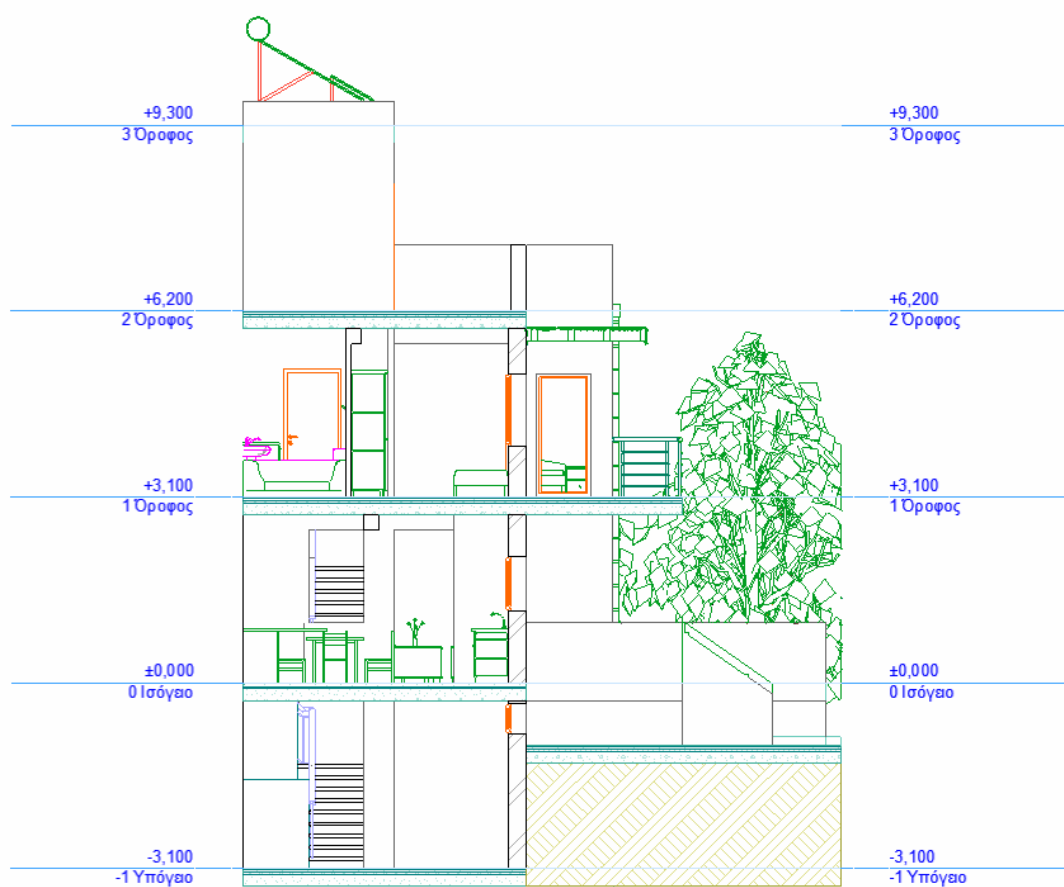 +9,300 +9,300
3 Όροφος 3 Όροφος
+6,200 +6,200
2 Όροφος 2 Όροφος
+3,100 +3,100
1 Όροφος 1 Όροφος
±0,000 ±0,000
0 Ισόγειο 0 Ισόγειο
-3,100 -3,100
-1 Υπόγειο -1 Υπόγειο